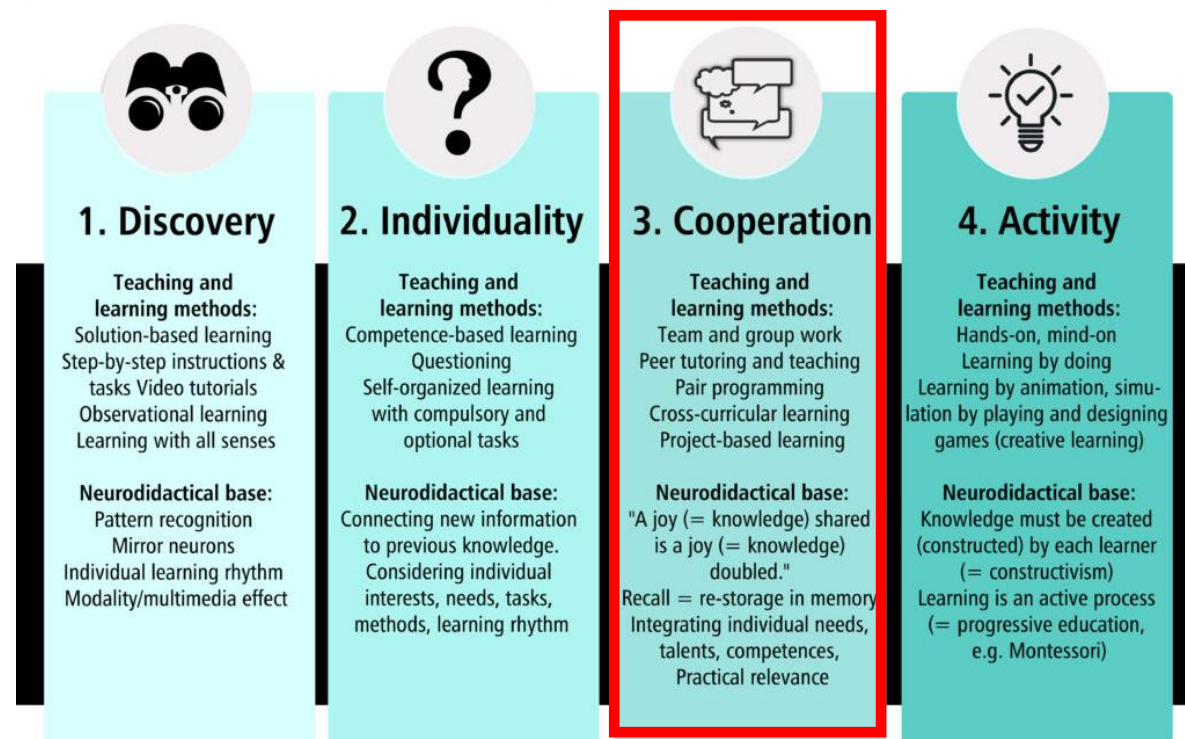 1. Discovery
Teaching and
learning methods:
Solution-based learning
Step-by-step instructions &
tasks Video tutorials
Observational learning
Learning with all senses
Neurodidactical base:
Pattern recognition
Mirror neurons
Individual learning rhythm
Modality/multimedia effect
2. Individuality
Teaching and
learning methods:
Competence-based learning
Questioning
Self-organized learning
with compulsory and
optional tasks
Neurodidactical base:
Connecting new information
to previous knowledge.
Considering individual
interests, needs, tasks,
methods, learning rhythm
3. Cooperation
Teaching and
learning methods:
Team and group work
Peer tutoring and teaching
Pair programming
Cross-curricular learning
Project-based learning
Neurodidactical base:
"A joy (= knowledge) shared
is a joy (= knowledge)
doubled."
Recall = re-storage in memory
Integrating individual needs,
talents, competences,
Practical relevance
4. Activity
Teaching and
learning methods:
Hands-on, mind-on
Learning by doing
Learning by animation, simu-
lation by playing and designing
games (creative learning)
Neurodidactical base:
Knowledge must be created
(constructed) by each learner
(= constructivism)
Learning is an active process
(= progressive education,
e.g. Montessori)